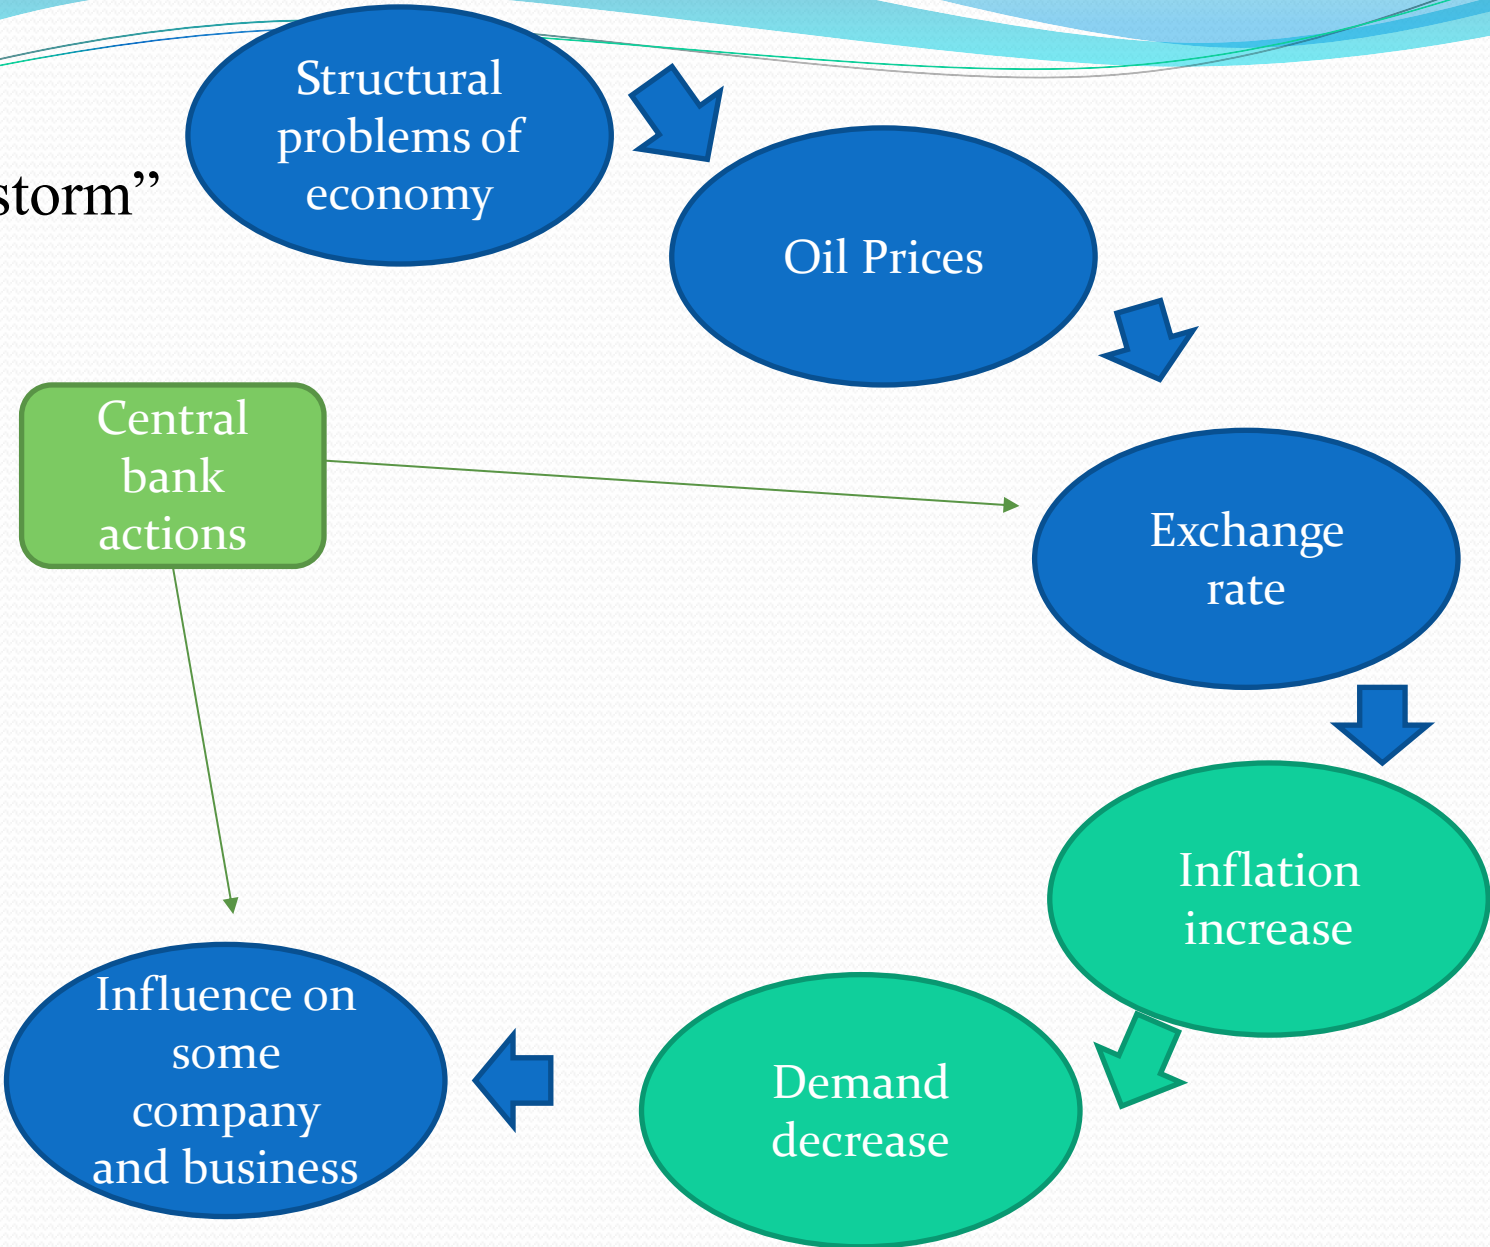 Structural
problems of
economy
storm”
Oil Prices
Central
bank
actions
Exchange
rate
Inflation
increase
Influence on
some
company
and business
Demand
decrease